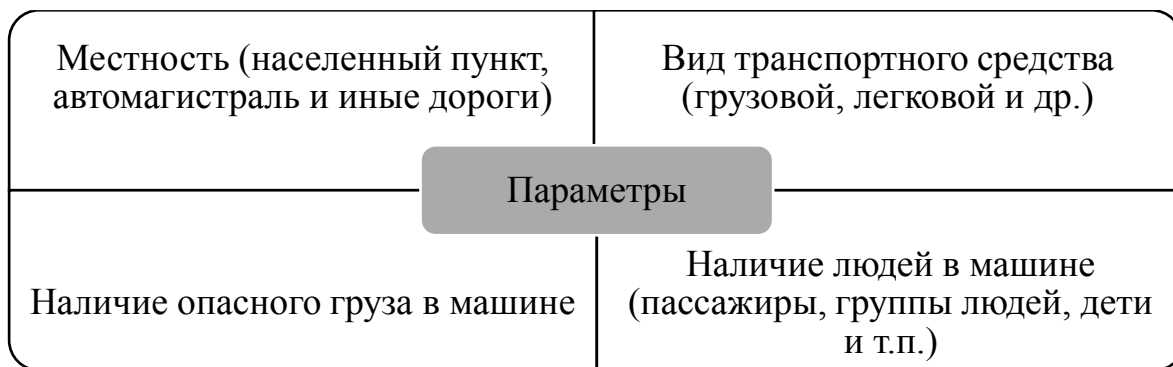 Местность (населенный пункт,
автомагистраль и иные дороги)
Вид транспортного средства
(грузовой, легковой и др.)
Параметры
Наличие опасного груза в машине
Наличие людей в машине
(пассажиры, группы людей, дети
и т.п.)